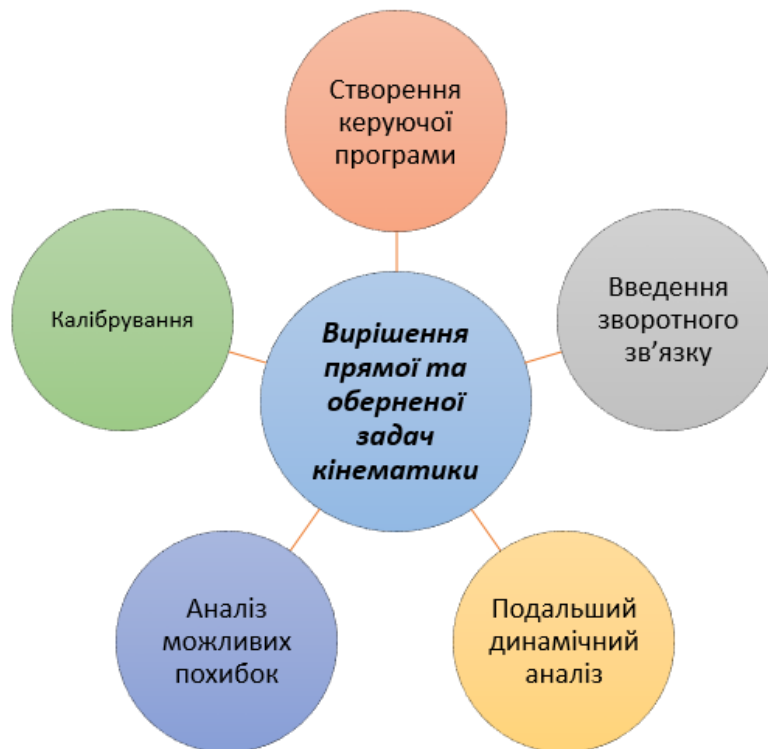 Створення
керуючої
програми
Введення
зворотного
зв’язку
Калібрування
Вирішення
прямої та
оберненої
задач
кінематики
Аналіз
можливих
похибок
Подальший
динамічний
аналіз